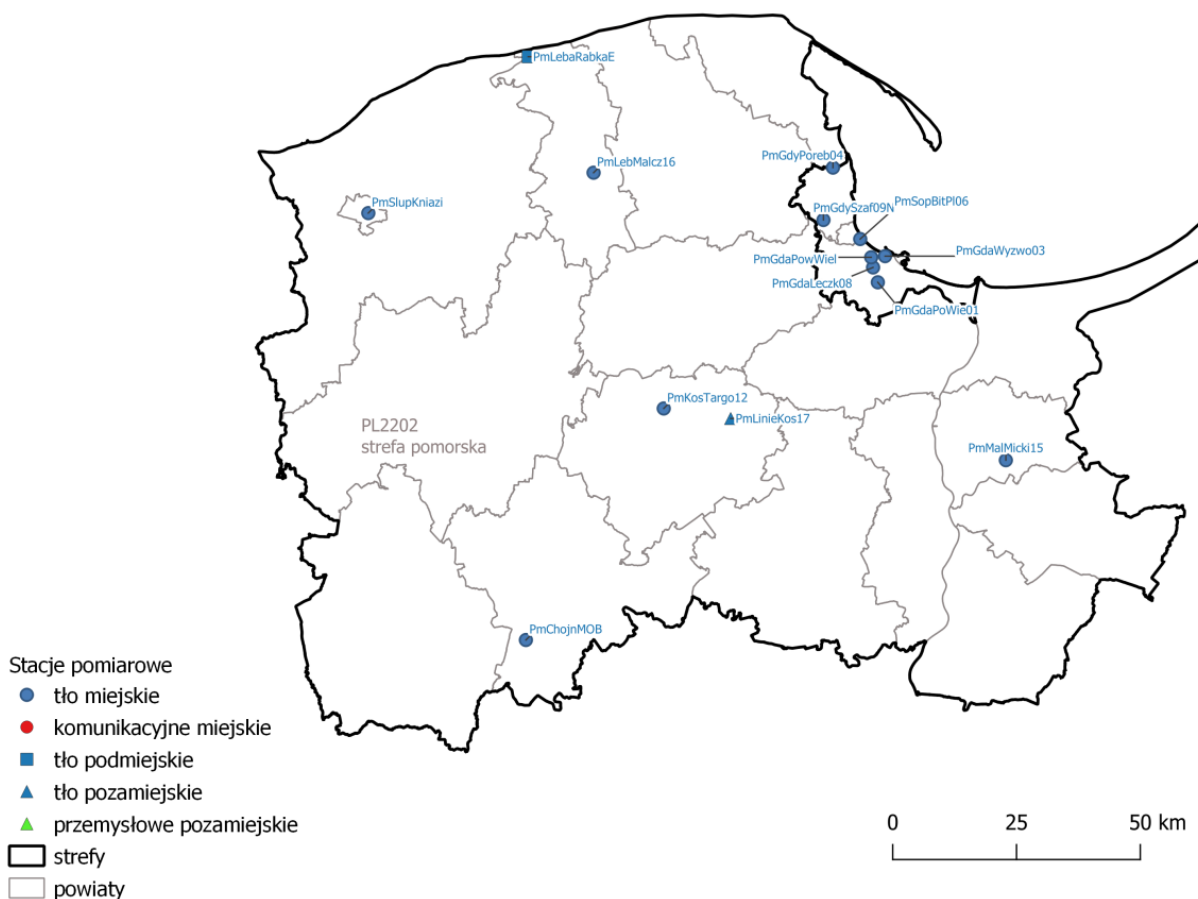 PmLebaRabkaE
PmGdyPoreb04
PmLebMalcz16
PmSlupKniazi
PmSopBitPl06
PmGdySzaf09N
PmGdaWyzwo03
PmGdaPowWiel
PmGdaLeczk08
PmGdaPoWie01
PmKosTargo12
PmLinieKos17
PL2202
strefa pomorska
PmMalMicki15
PmChojnMOB
Stacje pomiarowe
tło miejskie
komunikacyjne miejskie
tło podmiejskie
tło pozamiejskie
przemysłowe pozamiejskie
strefy
powiaty
0 25 50 km